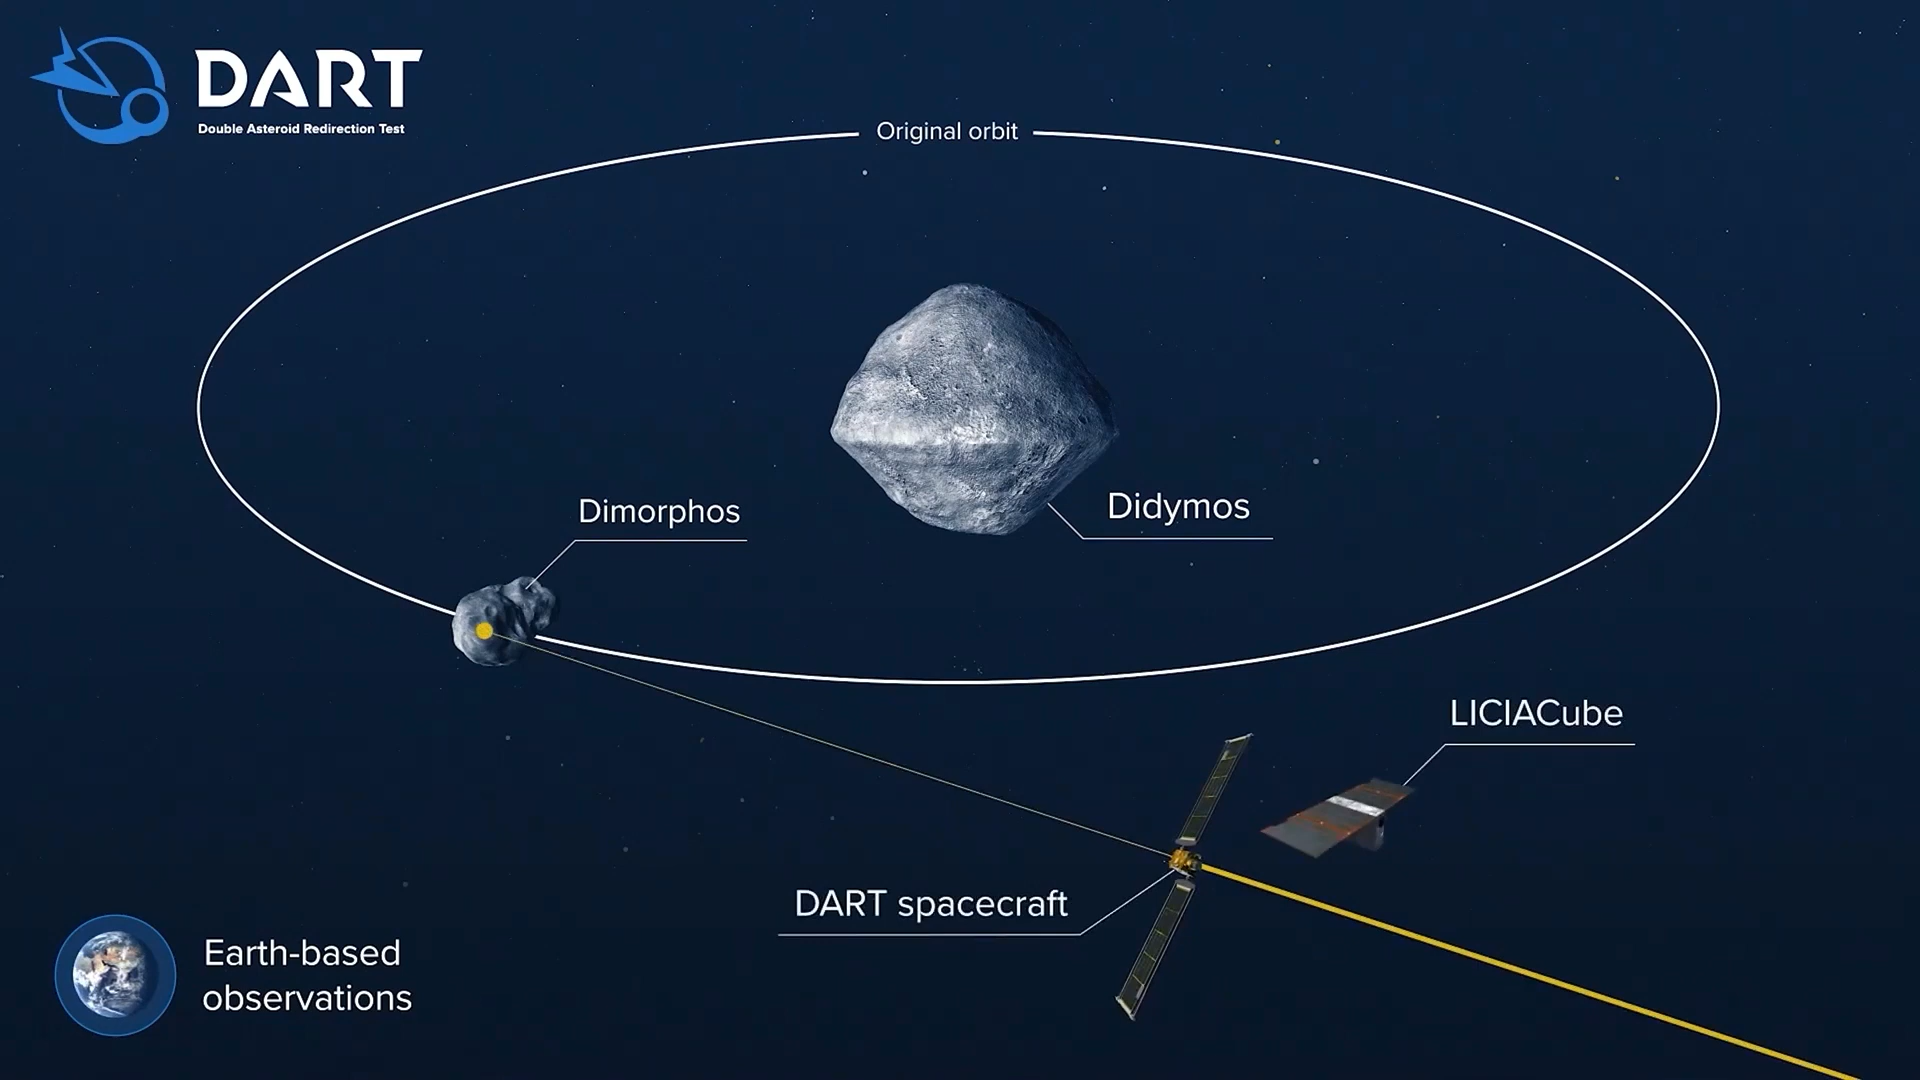 DART
Double Asteroid Redirection Test
Original orbit
Dimorphos
Didymos
LICIACube
DART spacecraft
Earth-based
observations